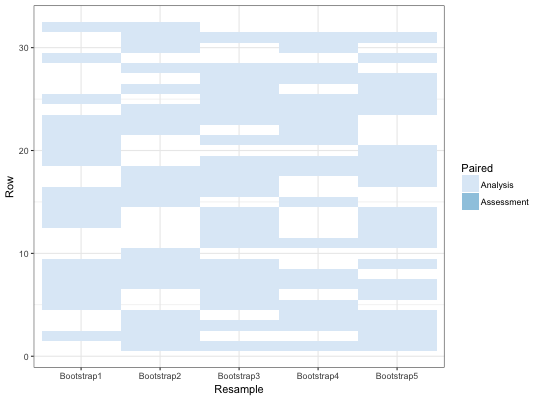 30
20
10
0
Row
Bootstrap1 Bootstrap2 Bootstrap3 Bootstrap4 Bootstrap5
Resample
Paired
Analysis
Assessment